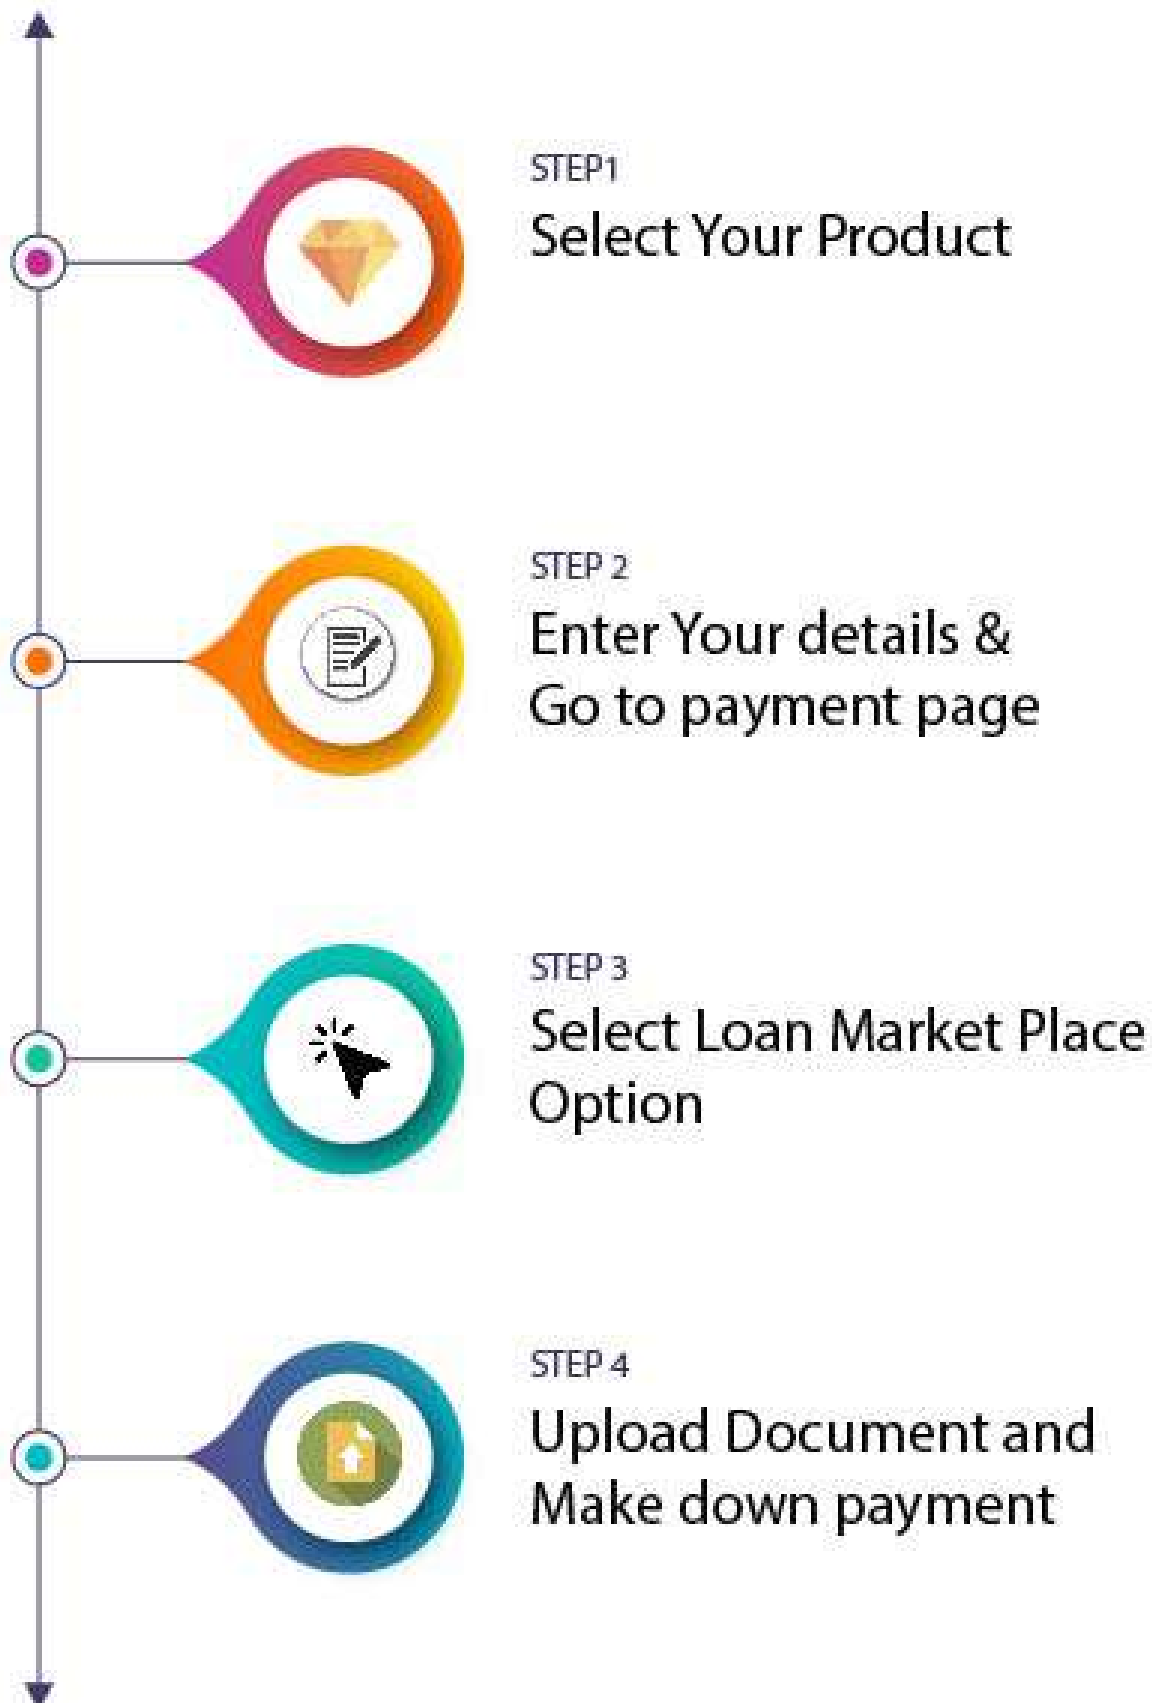 STEP1
Select Your Product
STEP 2
Enter Your details &
Go to payment page
STEP 3
Select Loan Market Place
Option
STEP 4
Upload Document and
Make down payment